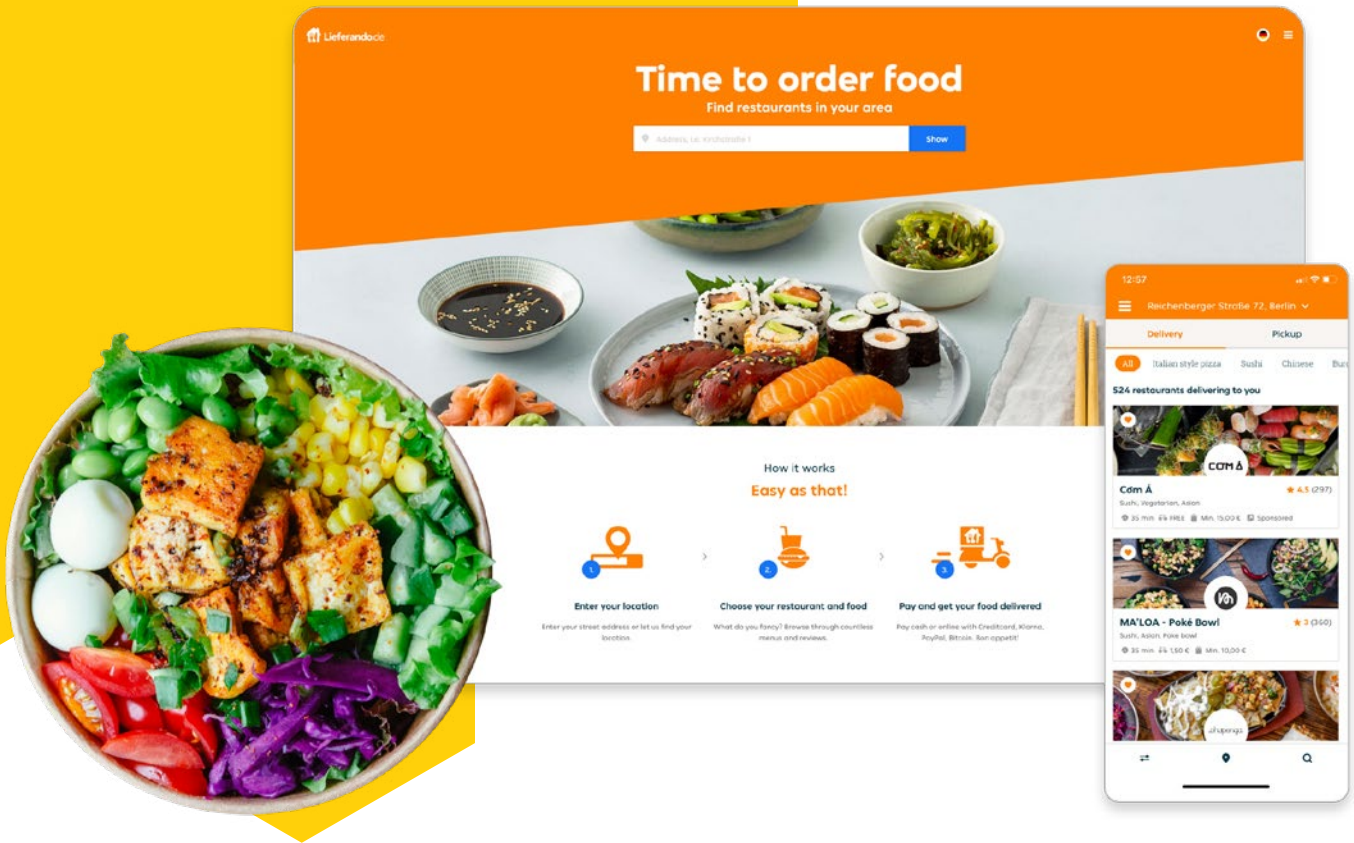 Lieferando.de
Time to order food
Find restaurants in your area
Address, i.e. Kirchstraße 1
Show
How it works
Easy as that!
1.
2.
3.
Enter your location
Choose your restaurant and food
Pay and get your food delivered
Enter your street address or let us find your
location.
What do you fancy? Browse through countless
menus and reviews.
Pay cash or online with Creditcard, Klarna,
PayPal, Bitcoin. Bon appetit!
12:57
Reichenberger Straße 72, Berlin
Delivery
Pickup
All
Italian style pizza
Sushi
Chinese
Bur
524 restaurants delivering to you
CƠM Á
Cơm Á
4.5 (297)
Sushi, Vegetarian, Asian
35 min
FREE
Min. 15,00 €
Sponsored
MA'LOA - Poké Bowl
3 (360)
Sushi, Asian, Poke bowl
35 min
1,50 €
Min. 10,00 €